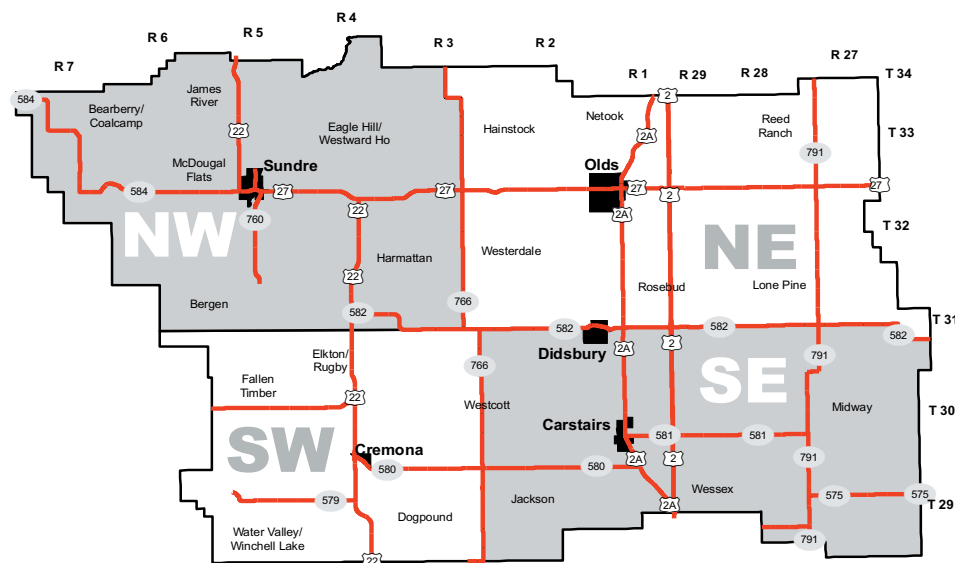 R 4
R 6
R 5
R 3
R 2
R 27
R 7
R 1
R 29
R 28
T 34
584
Bearberry/
Coalcamp
James
River
22
Eagle Hill/
Westward Ho
Hainstock
Netook
2
2A
Reed
Ranch
T 33
791
McDougal
Flats
Sundre
Olds
584
27
27
27
27
22
760
2A
2
T 32
NW
NE
Harmattan
Westerdale
22
Rosebud
Lone Pine
Bergen
766
582
T 31
582
582
582
Elkton/
Rugby
Didsbury
2A
2
766
791
Fallen
Timber
22
Westcott
SE
Midway
T 30
SW
Carstairs
581
581
Cremona
580
580
2A
2
791
579
Jackson
Wessex
575
575
T 29
2A
Dogpound
Water Valley/
Winchell Lake
22
791